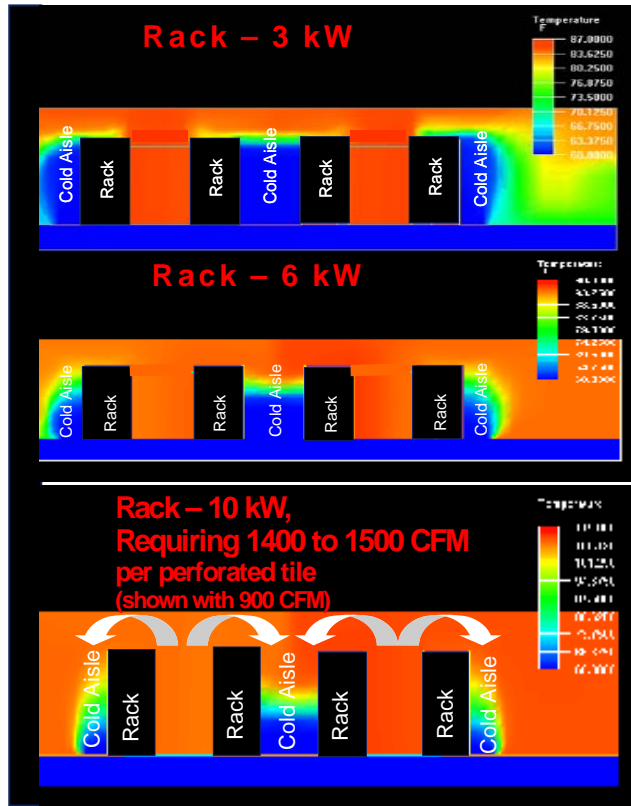 Rack – 3 kW
Temperature
F
87.0000
83.6250
80.2500
76.8750
73.5000
70.1250
66.7500
63.3750
60.0000
Cold Aisle
Rack
Rack
Cold Aisle
Rack
Rack
Cold Aisle
Rack – 6 kW
Temperature
Cold Aisle
Rack
Rack
Cold Aisle
Rack
Rack
Cold Aisle
Rack – 10 kW,
Requiring 1400 to 1500 CFM
per perforated tile
(shown with 900 CFM)
Temperature
Cold Aisle
Rack
Rack
Cold Aisle
Rack
Rack
Cold Aisle